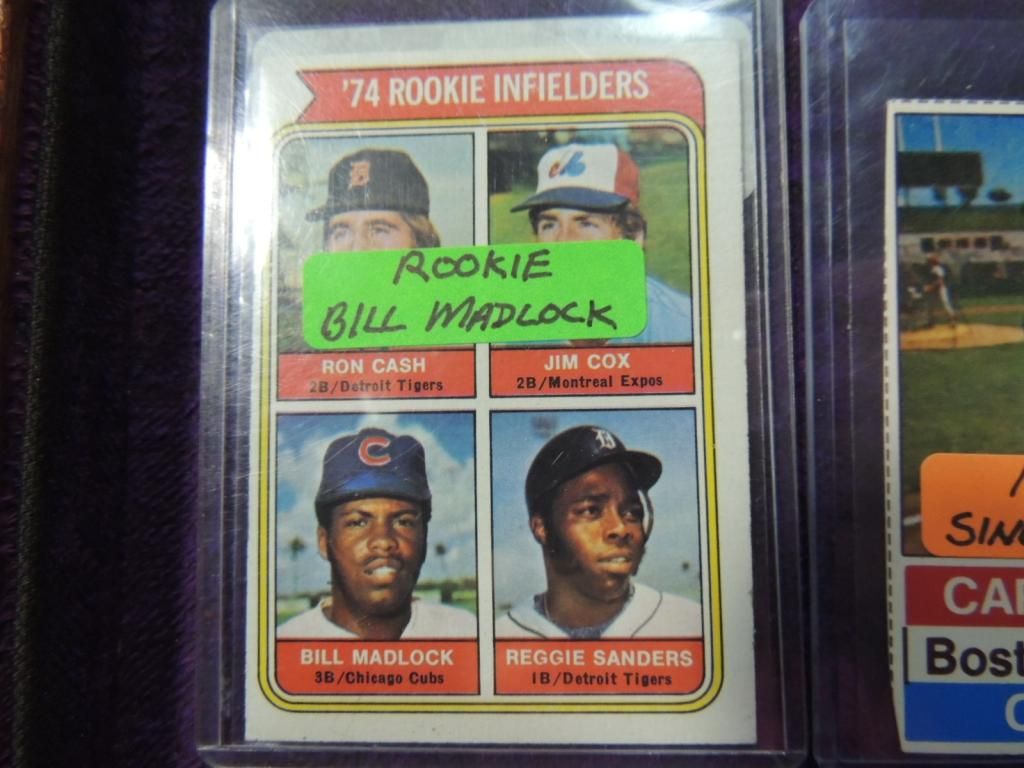 '74 ROOKIE INFIELDERS
ROOKIE
BILL MADLOCK
RON CASH
2B/Detroit Tigers
JIM COX
2B/Montreal Expos
C
BILL MADLOCK
3B/Chicago Cubs
REGGIE SANDERS
1B/Detroit Tigers